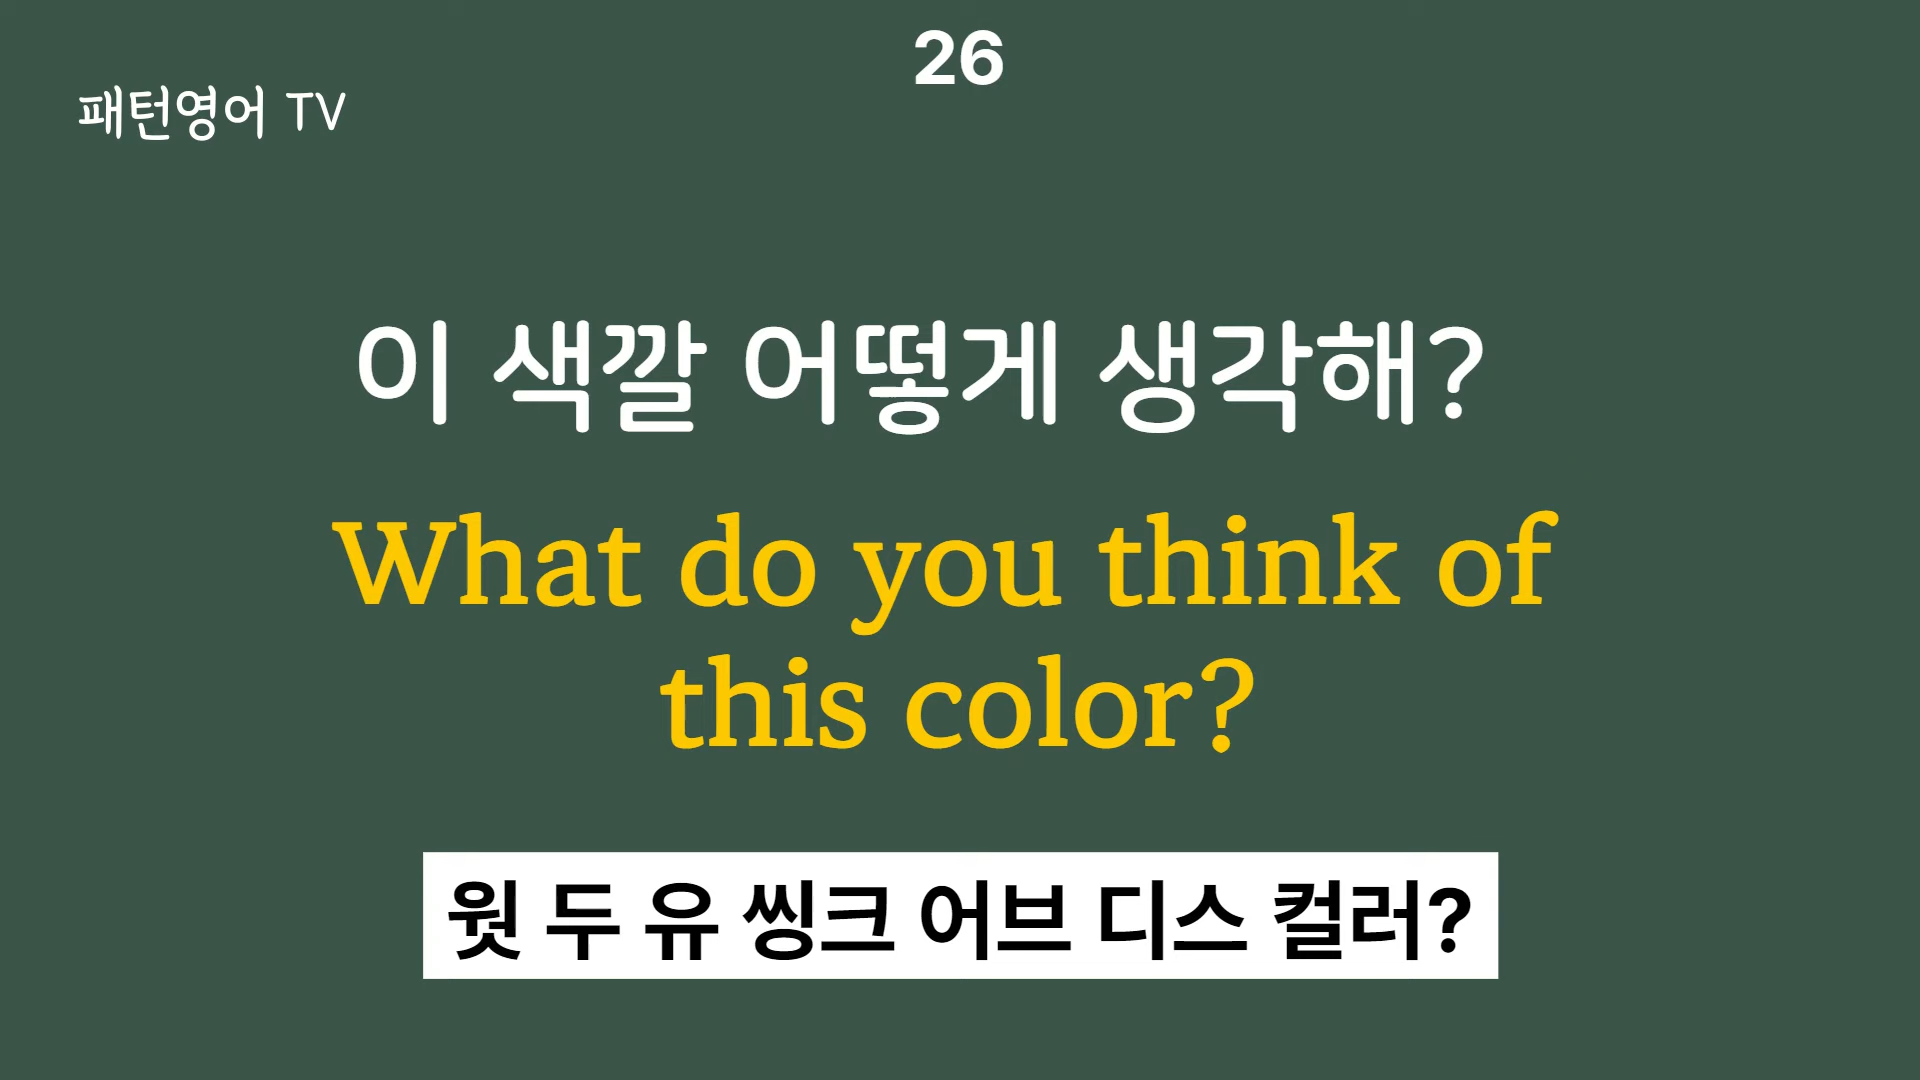 26
패턴영어 TV
이 색깔 어떻게 생각해?
What do you think of
this color?
웟 두 유 씽크 어브 디스 컬러?